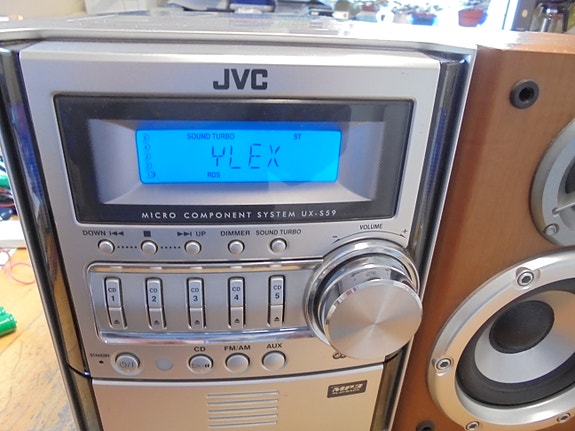 JVC
SOUND TURBO ST
YLEX
RDS
MICRO COMPONENT SYSTEM UX-S59
DOWN UP DIMMER SOUND TURBO
VOLUME
- +
CD 1 CD 2 CD 3 CD 4 CD 5
STANDBY
CD FM/AM AUX
MP3